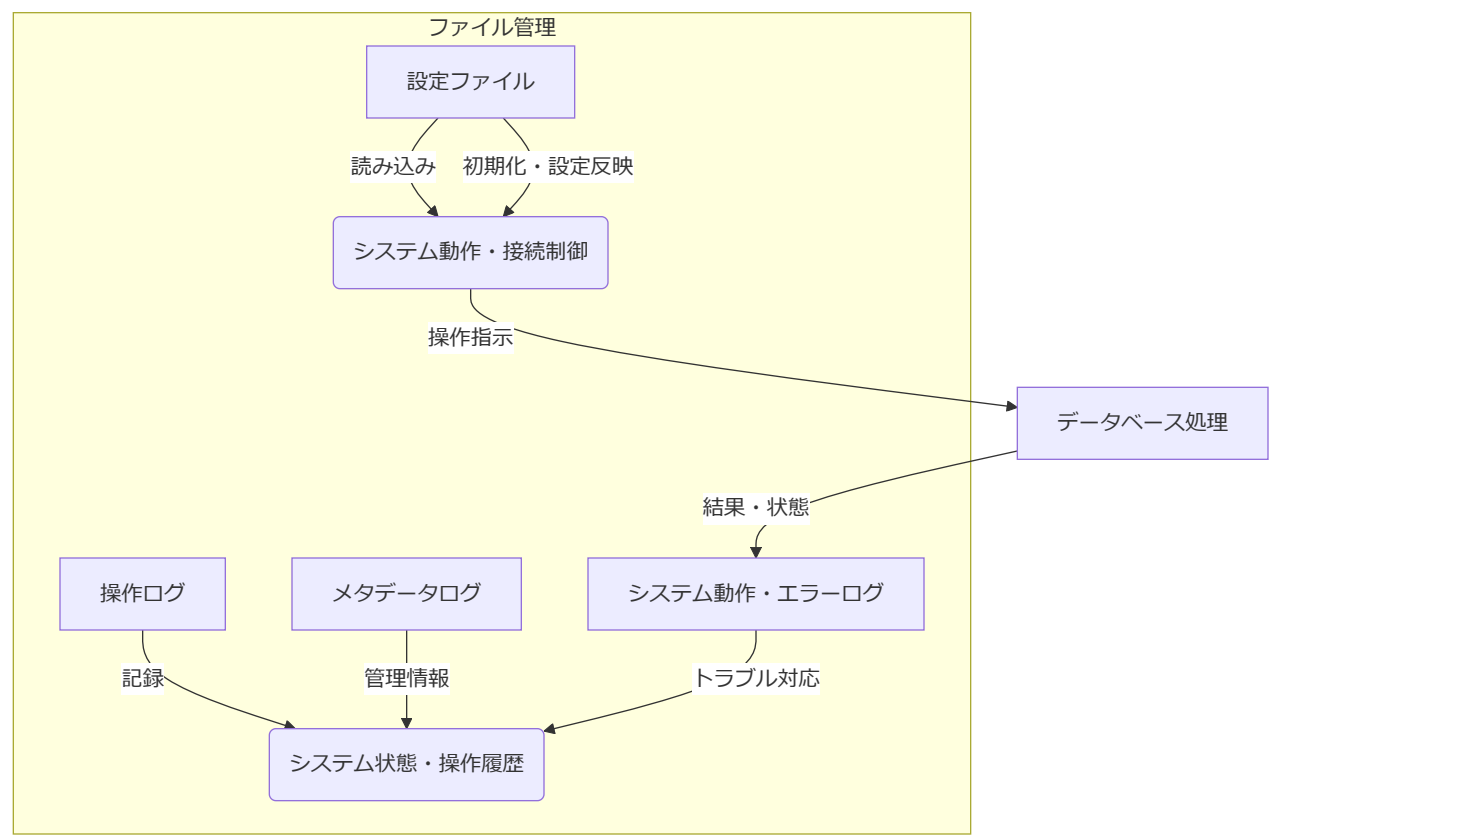 ファイル管理
設定ファイル
読み込み
初期化・設定反映
システム動作・接続制御
操作指示
データベース処理
結果・状態
操作ログ
メタデータログ
システム動作・エラーログ
記録
管理情報
トラブル対応
システム状態・操作履歴